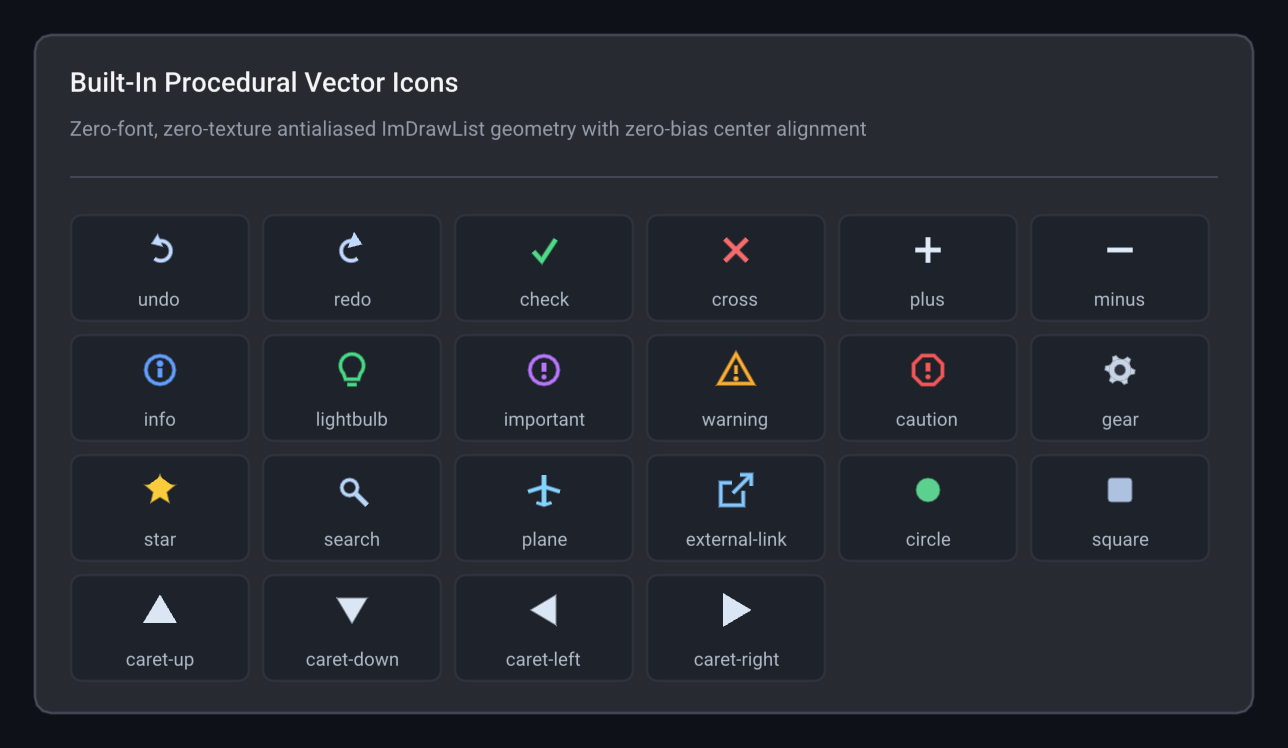 Built-In Procedural Vector Icons
Zero-font, zero-texture antialiased ImDrawList geometry with zero-bias center alignment
undo redo check cross plus minus
info lightbulb important warning caution gear
star search plane external-link circle square
caret-up caret-down caret-left caret-right